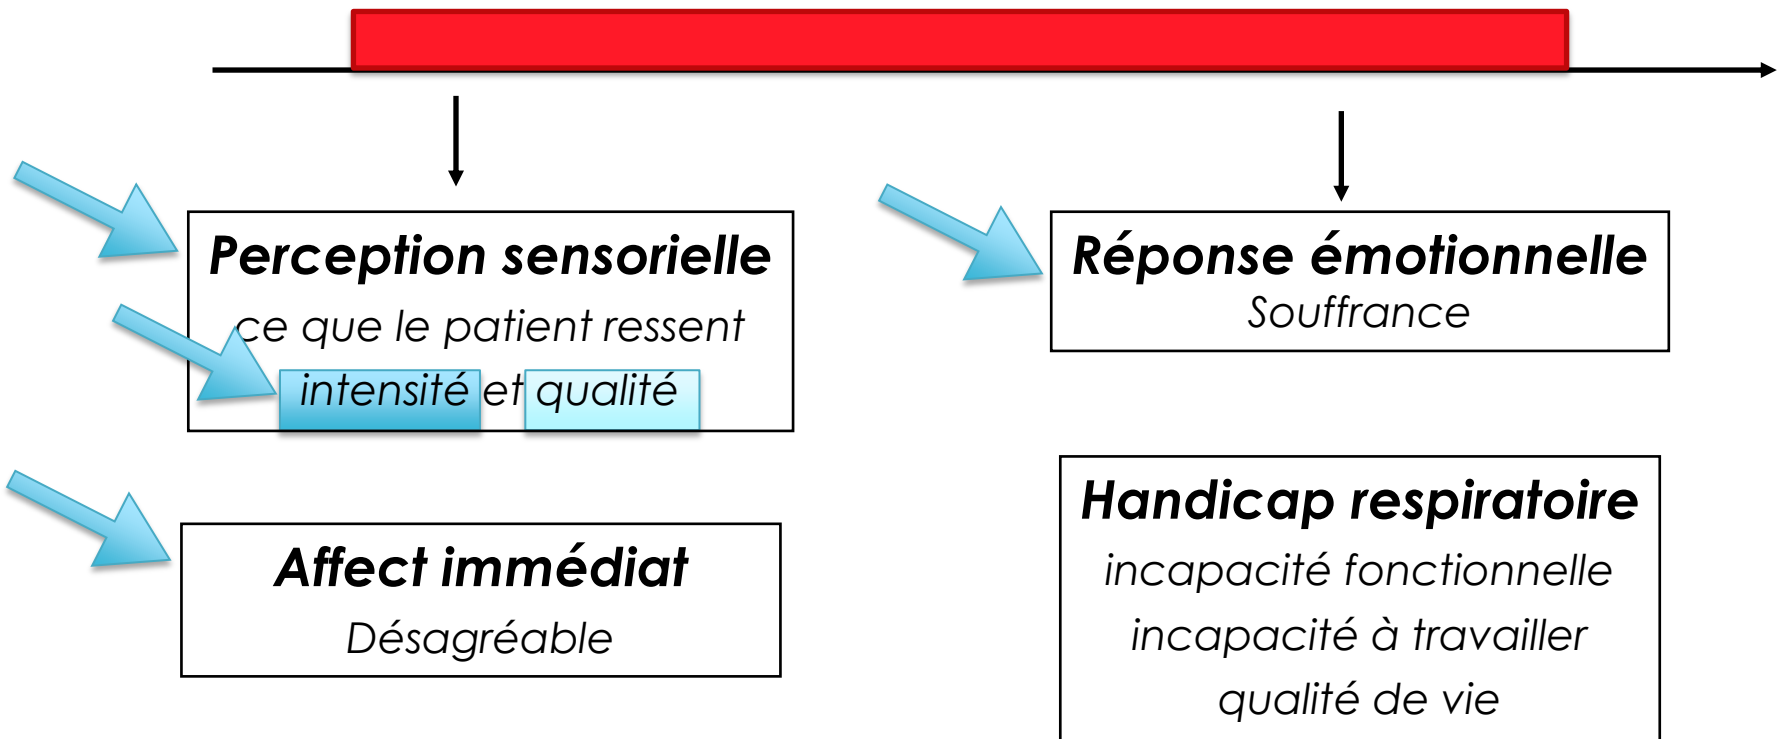 Perception sensorielle
ce que le patient ressent
intensité et qualité
Affect immédiat
Désagréable
Réponse émotionnelle
Souffrance
Handicap respiratoire
incapacité fonctionnelle
incapacité à travailler
qualité de vie